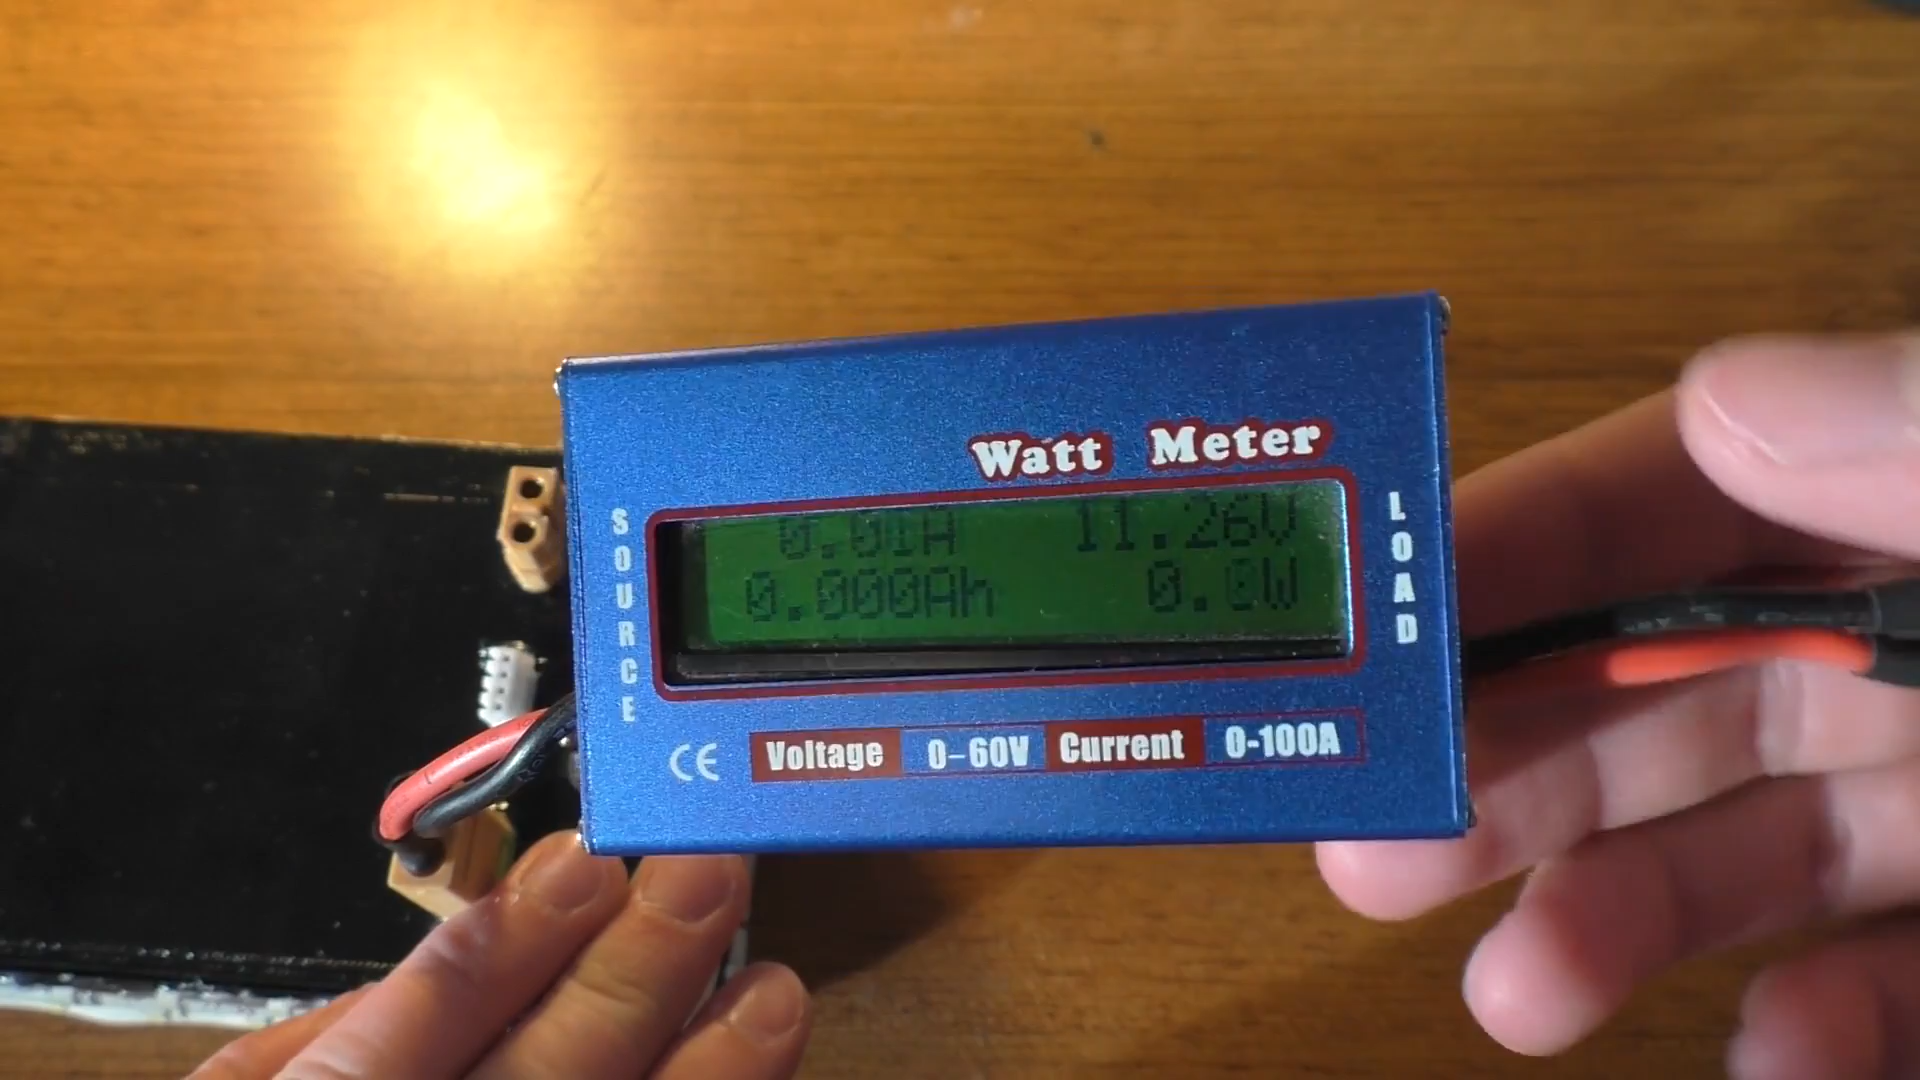 Watt Meter
SOURCE
0.01A 11.26V
0.000Ah 0.0W
LOAD
CE
Voltage 0-60V Current 0-100A